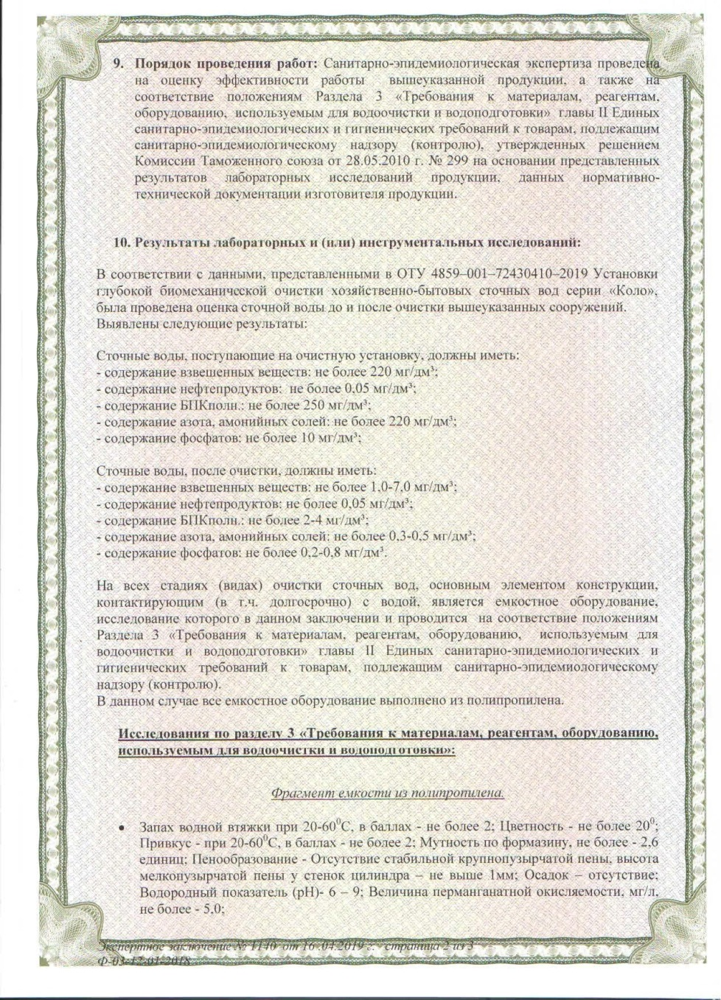 9. Порядок проведения работ: Санитарно-эпидемиологическая экспертиза проведена
на оценку эффективности работы вышеуказанной продукции, а также на
соответствие положениям Раздела 3 «Требования к материалам, реагентам,
оборудованию, используемым для водоочистки и водоподготовки» главы II Единых
санитарно-эпидемиологических и гигиенических требований к товарам, подлежащим
санитарно-эпидемиологическому надзору (контролю), утвержденных решением
Комиссии Таможенного союза от 28.05.2010 г. № 299 на основании представленных
результатов лабораторных исследований продукции, данных нормативно-
технической документации изготовителя продукции.
10. Результаты лабораторных и (или) инструментальных исследований:
В соответствии с данными, представленными в ОТУ 4859–001–72430410–2019 Установки
глубокой биомеханической очистки хозяйственно-бытовых сточных вод серии «Коло»,
была проведена оценка сточной воды до и после очистки вышеуказанных сооружений.
Выявлены следующие результаты:
Сточные воды, поступающие на очистную установку, должны иметь:
- содержание взвешенных веществ: не более 220 мг/дм³;
- содержание нефтепродуктов: не более 0,05 мг/дм³;
- содержание БПКполн.: не более 250 мг/дм³;
- содержание азота, амонийных солей: не более 220 мг/дм³;
- содержание фосфатов: не более 10 мг/дм³;
Сточные воды, после очистки, должны иметь:
- содержание взвешенных веществ: не более 1,0-7,0 мг/дм³;
- содержание нефтепродуктов: не более 0,05 мг/дм³;
- содержание БПКполн.: не более 2-4 мг/дм³;
- содержание азота, амонийных солей: не более 0,3-0,5 мг/дм³;
- содержание фосфатов: не более 0,2-0,8 мг/дм³.
На всех стадиях (видах) очистки сточных вод, основным элементом конструкции,
контактирующим (в т.ч. долгосрочно) с водой, является емкостное оборудование,
исследование которого в данном заключении и проводится на соответствие положениям
Раздела 3 «Требования к материалам, реагентам, оборудованию, используемым для
водоочистки и водоподготовки» главы II Единых санитарно-эпидемиологических и
гигиенических требований к товарам, подлежащим санитарно-эпидемиологическому
надзору (контролю).
В данном случае все емкостное оборудование выполнено из полипропилена.
Исследования по разделу 3 «Требования к материалам, реагентам, оборудованию,
используемым для водоочистки и водоподготовки»:
Фрагмент емкости из полипропилена.
• Запах водной втяжки при 20-60⁰С, в баллах - не более 2; Цветность - не более 20⁰;
Привкус - при 20-60⁰С, в баллах - не более 2; Мутность по формазину, не более - 2,6
единиц; Пенообразование - Отсутствие стабильной крупнопузырчатой пены, высота
мелкопузырчатой пены у стенок цилиндра – не выше 1мм; Осадок – отсутствие;
Водородный показатель (рН)- 6 – 9; Величина перманганатной окисляемости, мг/л,
не более - 5,0;
Экспертное заключение № 1140 от 16.04.2019 г. - страница 2 из 3
Ф-03-12-01-2018